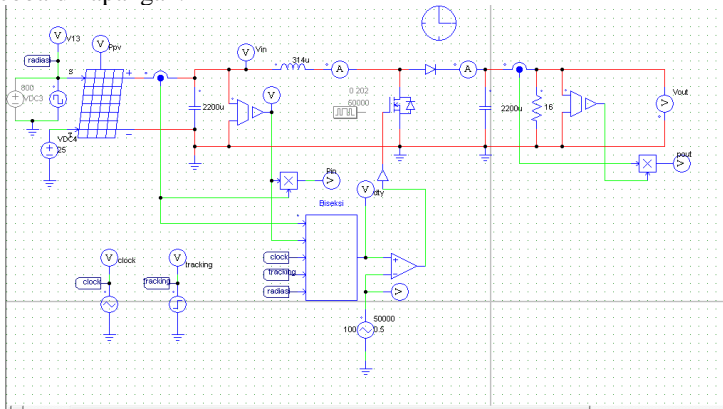 V13
Ppv
Vin
radiasi
S
314u
A
A
V
800
VDC3
2200u
0 202
50000
2200u
16
Vout
T
VDC4
25
Pin
pout
V
duty
Biseksi
clock
tracking
radiasi
V
clock
V
tracking
clock
tracking
50000
100
0.5